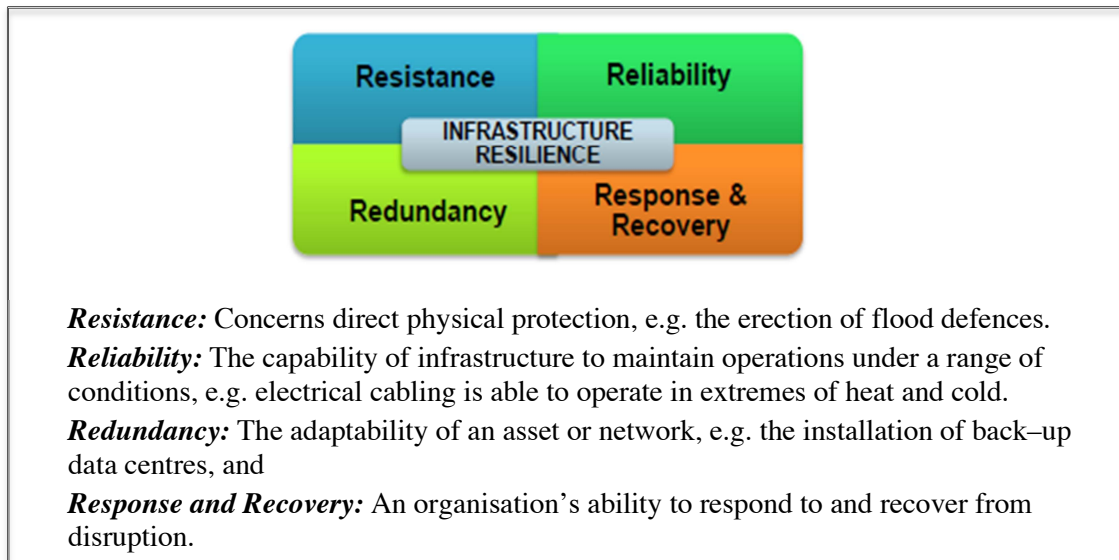 Resistance
Reliability
INFRASTRUCTURE
RESILIENCE
Redundancy
Response &
Recovery
Resistance: Concerns direct physical protection, e.g. the erection of flood defences.
Reliability: The capability of infrastructure to maintain operations under a range of
conditions, e.g. electrical cabling is able to operate in extremes of heat and cold.
Redundancy: The adaptability of an asset or network, e.g. the installation of back–up
data centres, and
Response and Recovery: An organisation’s ability to respond to and recover from
disruption.